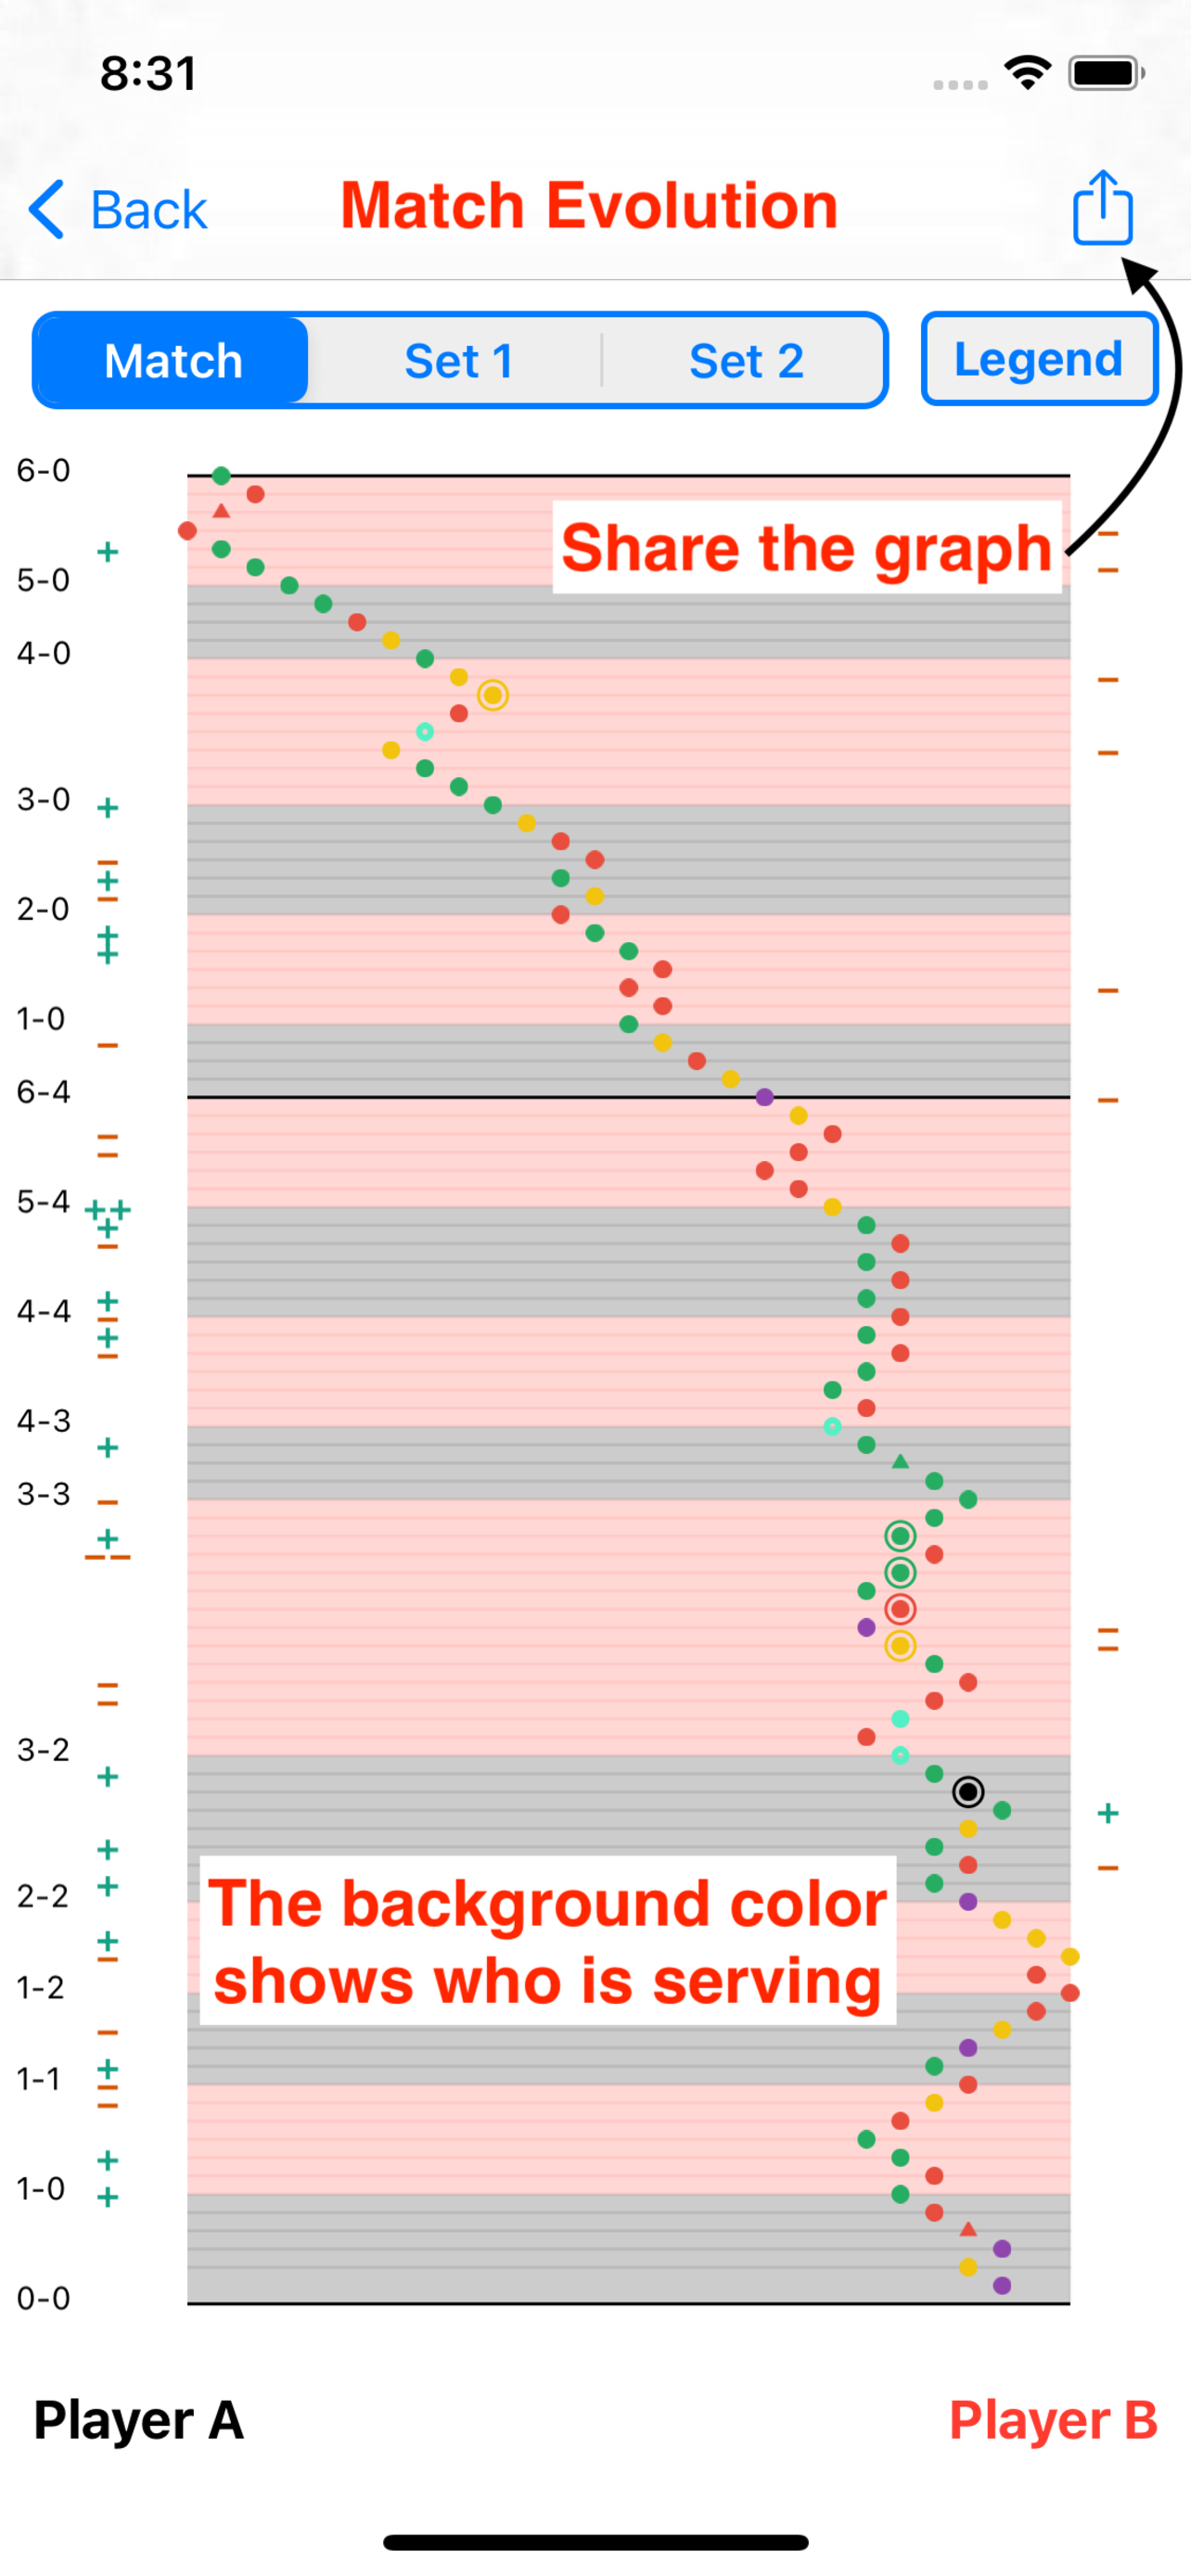 8:31
Back
Match Evolution
Match
Set 1
Set 2
Legend
6-0
Share the graph
5-0
4-0
3-0
2-0
1-0
6-4
5-4
4-4
4-3
3-3
3-2
The background color
shows who is serving
2-2
1-2
1-1
1-0
0-0
Player A
Player B